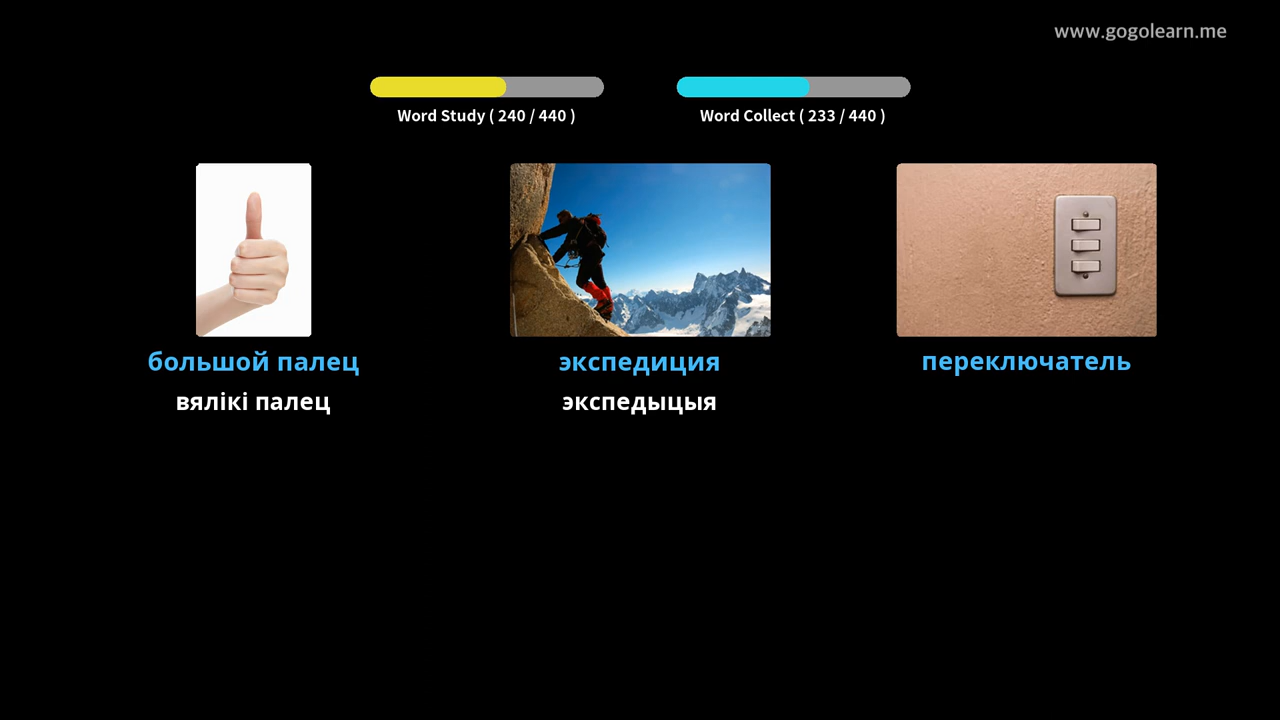 www.gogolearn.me
Word Study ( 240 / 440 )
Word Collect ( 233 / 440 )
большой палец
вялікі палец
экспедиция
экспедыцыя
переключатель